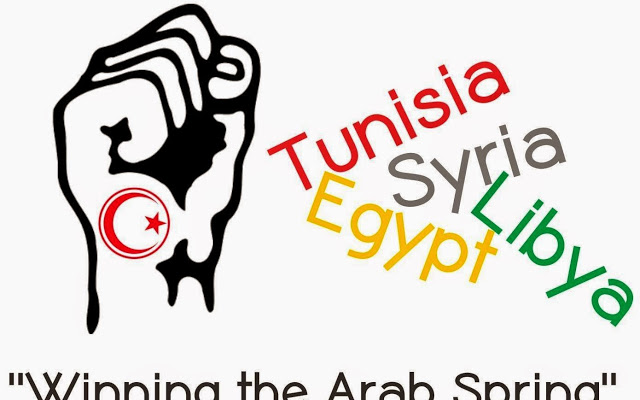 Tunisia
Syria
Egypt
Libya
"Winning the Arab Spring"